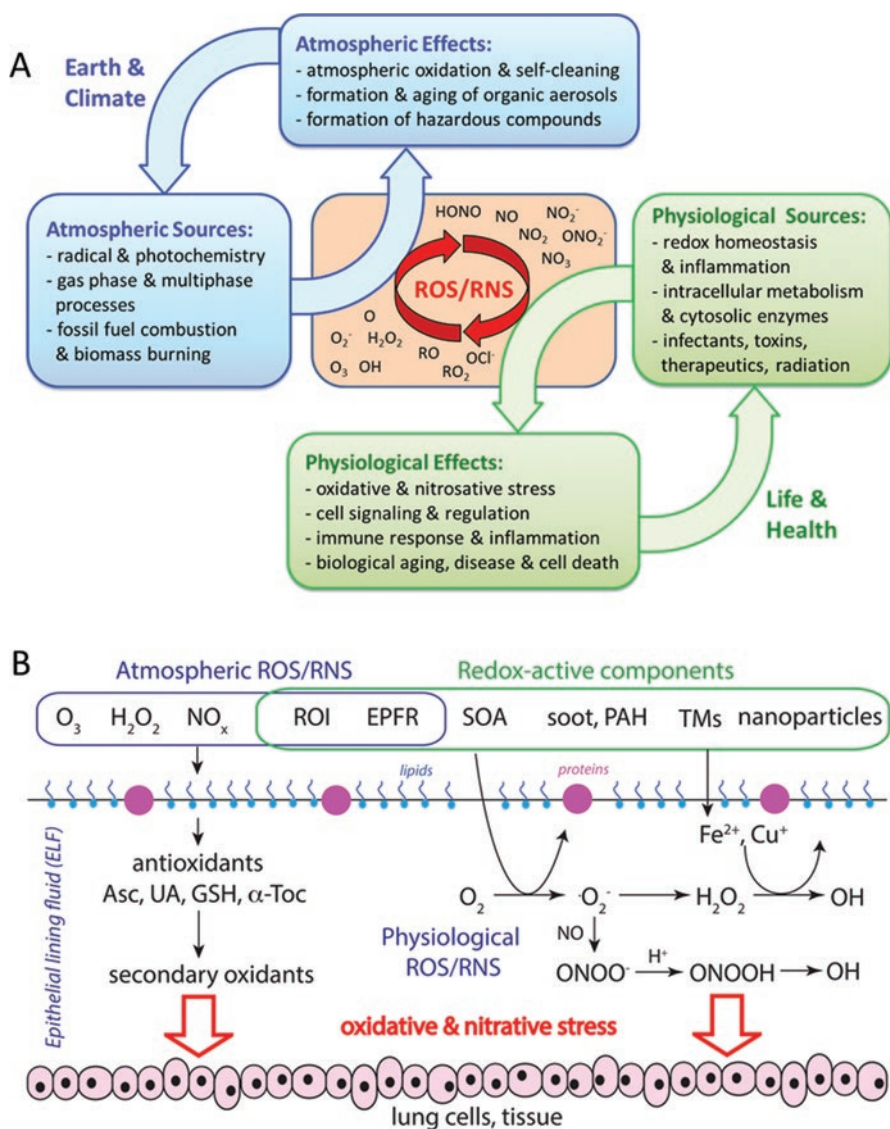 A
Earth &
Climate
Atmospheric Effects:
- atmospheric oxidation & self-cleaning
- formation & aging of organic aerosols
- formation of hazardous compounds
Atmospheric Sources:
- radical & photochemistry
- gas phase & multiphase
processes
- fossil fuel combustion
& biomass burning
HONO NO NO₂⁻
NO₂ ONO₂⁻
NO₃
ROS/RNS
O
O₂⁻ H₂O₂ RO OCl⁻
O₃ OH RO₂
Physiological Sources:
- redox homeostasis
& inflammation
- intracellular metabolism
& cytosolic enzymes
- infectants, toxins,
therapeutics, radiation
Physiological Effects:
- oxidative & nitrosative stress
- cell signaling & regulation
- immune response & inflammation
- biological aging, disease & cell death
Life &
Health
B
Atmospheric ROS/RNS Redox-active components
O₃ H₂O₂ NOₓ ROI EPFR SOA soot, PAH TMs nanoparticles
lipids proteins
Epithelial lining fluid (ELF)
antioxidants
Asc, UA, GSH, α-Toc
secondary oxidants
Fe²⁺, Cu⁺
O₂ ·O₂⁻ H₂O₂ OH
Physiological
ROS/RNS
NO
ONOO⁻ H⁺ ONOOH OH
oxidative & nitrative stress
lung cells, tissue